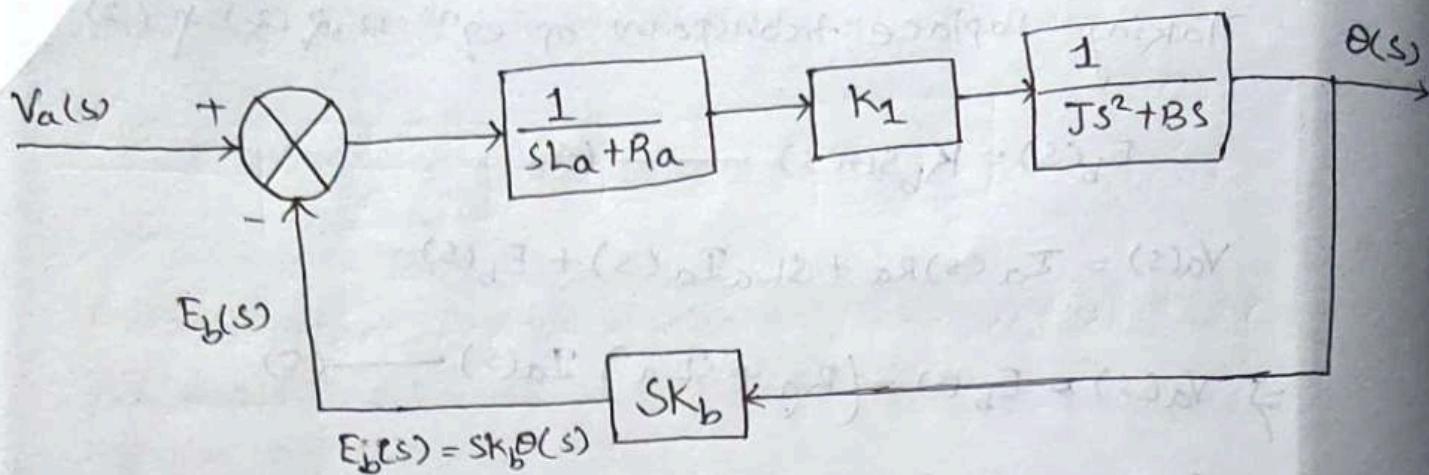 Va(s)
+
-
1
sLa+Ra
K1
1
JS²+BS
θ(s)
Eb(s)
SKb
Eb(s) = SKbθ(s)